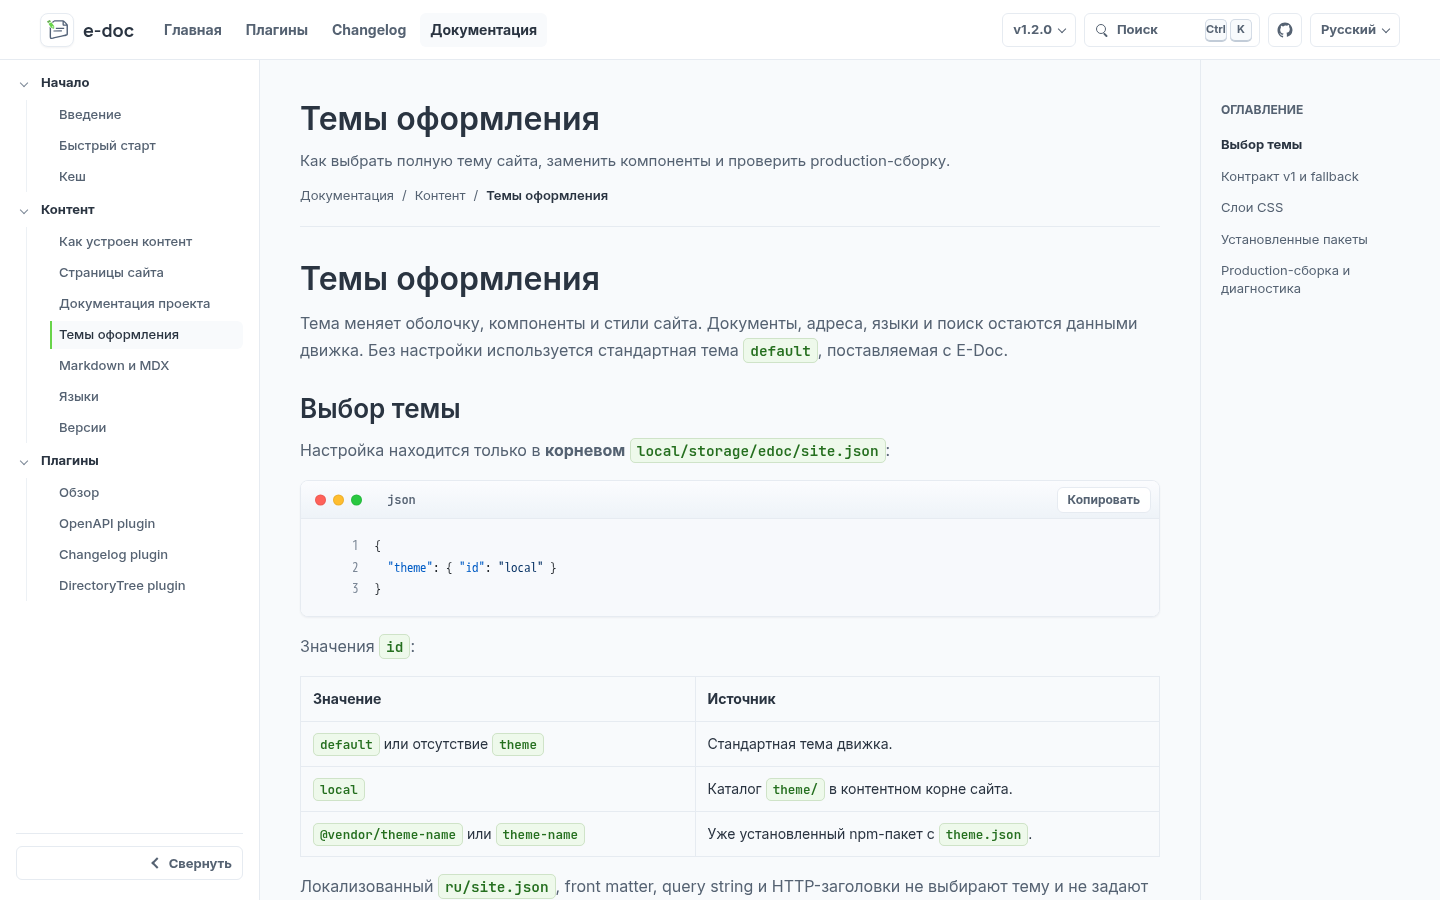 e-doc
Главная
Плагины
Changelog
Документация
v1.2.0
Поиск
Ctrl K
Русский
Начало
Введение
Быстрый старт
Кеш
Контент
Как устроен контент
Страницы сайта
Документация проекта
Темы оформления
Markdown и MDX
Языки
Версии
Плагины
Обзор
OpenAPI plugin
Changelog plugin
DirectoryTree plugin
Свернуть
Темы оформления
Как выбрать полную тему сайта, заменить компоненты и проверить production-сборку.
Документация / Контент / Темы оформления
Темы оформления
Тема меняет оболочку, компоненты и стили сайта. Документы, адреса, языки и поиск остаются данными
движка. Без настройки используется стандартная тема default, поставляемая с E-Doc.
Выбор темы
Настройка находится только в корневом local/storage/edoc/site.json:
json
Копировать
1 {
2   "theme": { "id": "local" }
3 }
Значения id:
Значение
Источник
default или отсутствие theme
Стандартная тема движка.
local
Каталог theme/ в контентном корне сайта.
@vendor/theme-name или theme-name
Уже установленный npm-пакет с theme.json.
Локализованный ru/site.json, front matter, query string и HTTP-заголовки не выбирают тему и не задают
ОГЛАВЛЕНИЕ
Выбор темы
Контракт v1 и fallback
Слои CSS
Установленные пакеты
Production-сборка и
диагностика